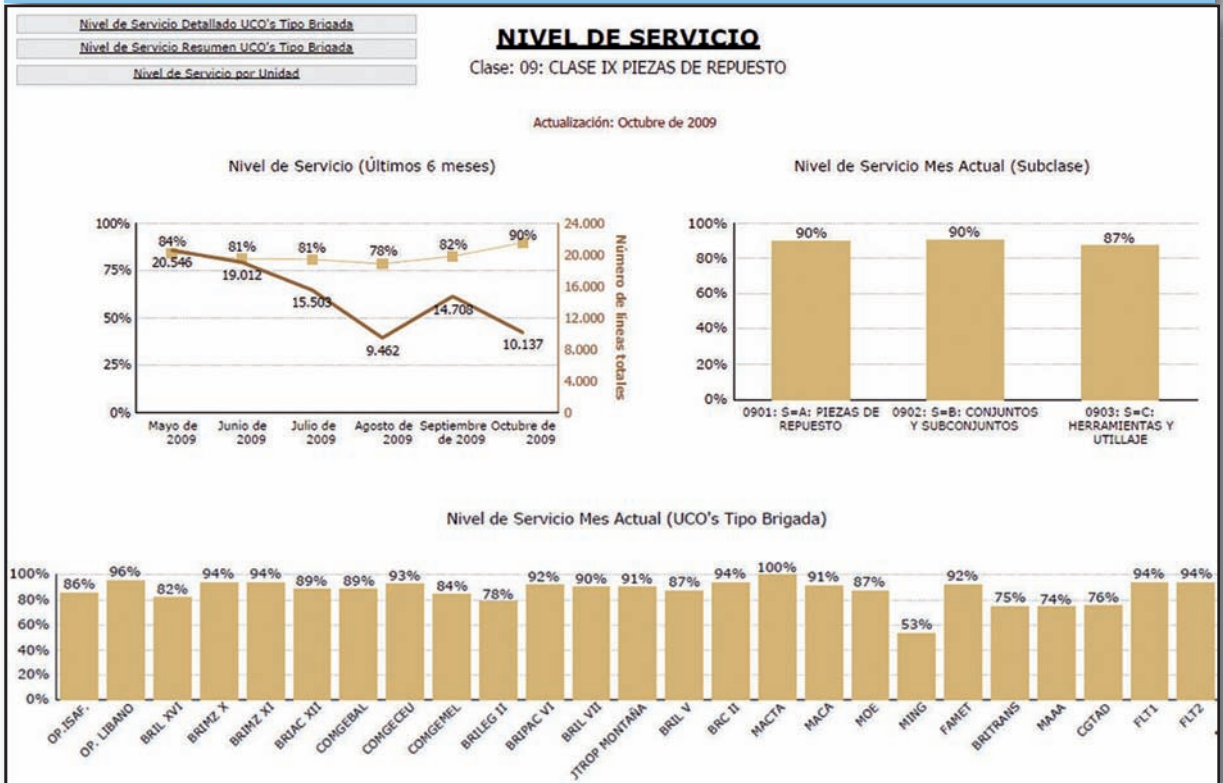 Nivel de Servicio Detallado UCO's Tipo Brigada
Nivel de Servicio Resumen UCO's Tipo Brigada
Nivel de Servicio por Unidad
NIVEL DE SERVICIO
Clase: 09: CLASE IX PIEZAS DE REPUESTO
Actualización: Octubre de 2009
Nivel de Servicio (Últimos 6 meses)
100%
75%
50%
25%
0%
84%
81%
81%
78%
82%
90%
20.546
19.012
15.503
9.462
14.708
10.137
24.000
20.000
16.000
12.000
8.000
4.000
0
Número de líneas totales
Mayo de 2009
Junio de 2009
Julio de 2009
Agosto de 2009
Septiembre de 2009
Octubre de 2009
Nivel de Servicio Mes Actual (Subclase)
100%
80%
60%
40%
20%
0%
90%
90%
87%
0901: S=A: PIEZAS DE REPUESTO
0902: S=B: CONJUNTOS Y SUBCONJUNTOS
0903: S=C: HERRAMIENTAS Y UTILLAJE
Nivel de Servicio Mes Actual (UCO's Tipo Brigada)
100%
80%
60%
40%
20%
0%
86%
96%
82%
94%
94%
89%
89%
93%
84%
78%
92%
90%
91%
87%
94%
100%
91%
87%
53%
92%
75%
74%
76%
94%
94%
OP.ISAF.
OP. LIBANO
BRIL XVI
BRIMZ X
BRIMZ XI
BRIAC XII
COMGEBAL
COMGECEU
COMGEMEL
BRILEG II
BRIPAC VI
BRIL VII
JTROP MONTAÑA
BRIL V
BRC II
MACTA
MACA
MOE
MING
FAMET
BRITRANS
MAAA
CGTAD
FLT1
FLT2